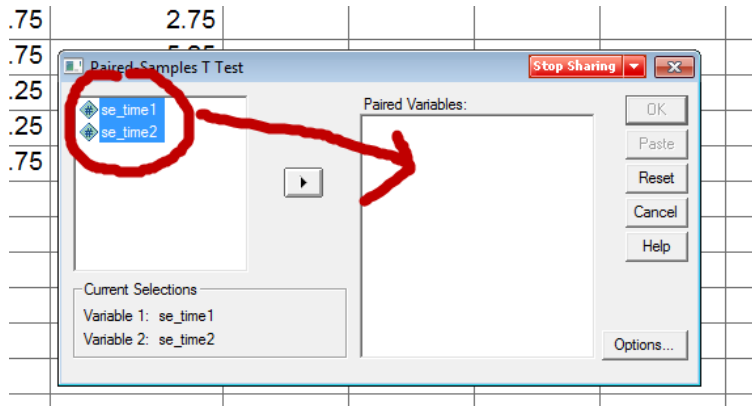 .75 2.75
.75
Paired-Samples T Test Stop Sharing
.25
se_time1 Paired Variables: OK
.25
se_time2
Paste
.75
Reset
Cancel
Help
Current Selections
Variable 1: se_time1
Variable 2: se_time2
Options...